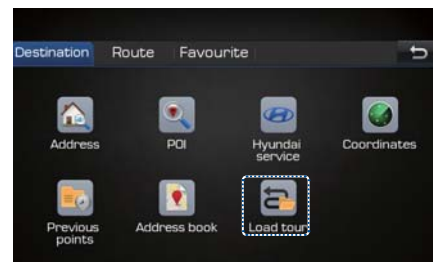 Destination Route Favourite
Address POI Hyundai Coordinates
service
Previous Address book Load tour
points